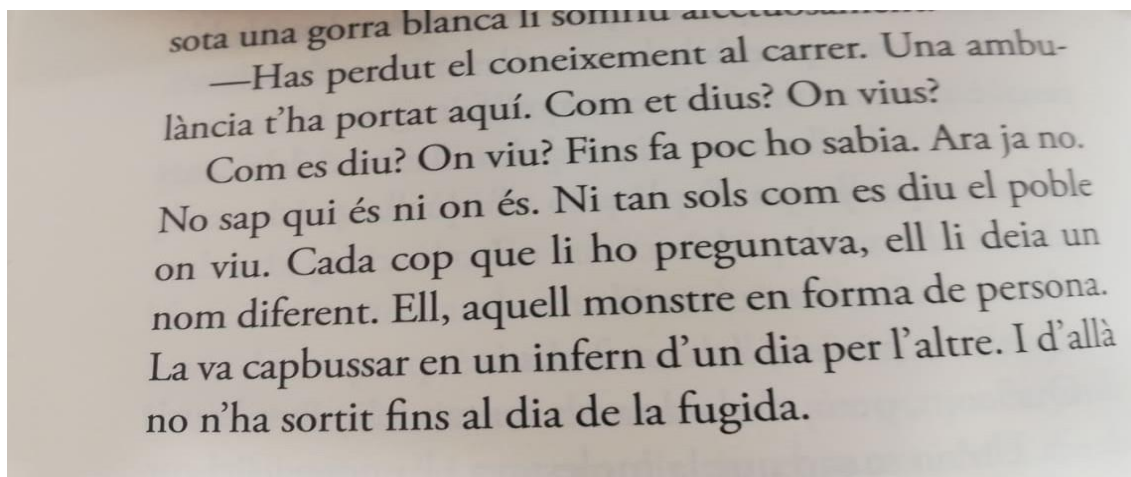 sota una gorra blanca li somriu afectuosament.
—Has perdut el coneixement al carrer. Una ambu-
lància t’ha portat aquí. Com et dius? On vius?
Com es diu? On viu? Fins fa poc ho sabia. Ara ja no.
No sap qui és ni on és. Ni tan sols com es diu el poble
on viu. Cada cop que li ho preguntava, ell li deia un
nom diferent. Ell, aquell monstre en forma de persona.
La va capbussar en un infern d’un dia per l’altre. I d’allà
no n’ha sortit fins al dia de la fugida.